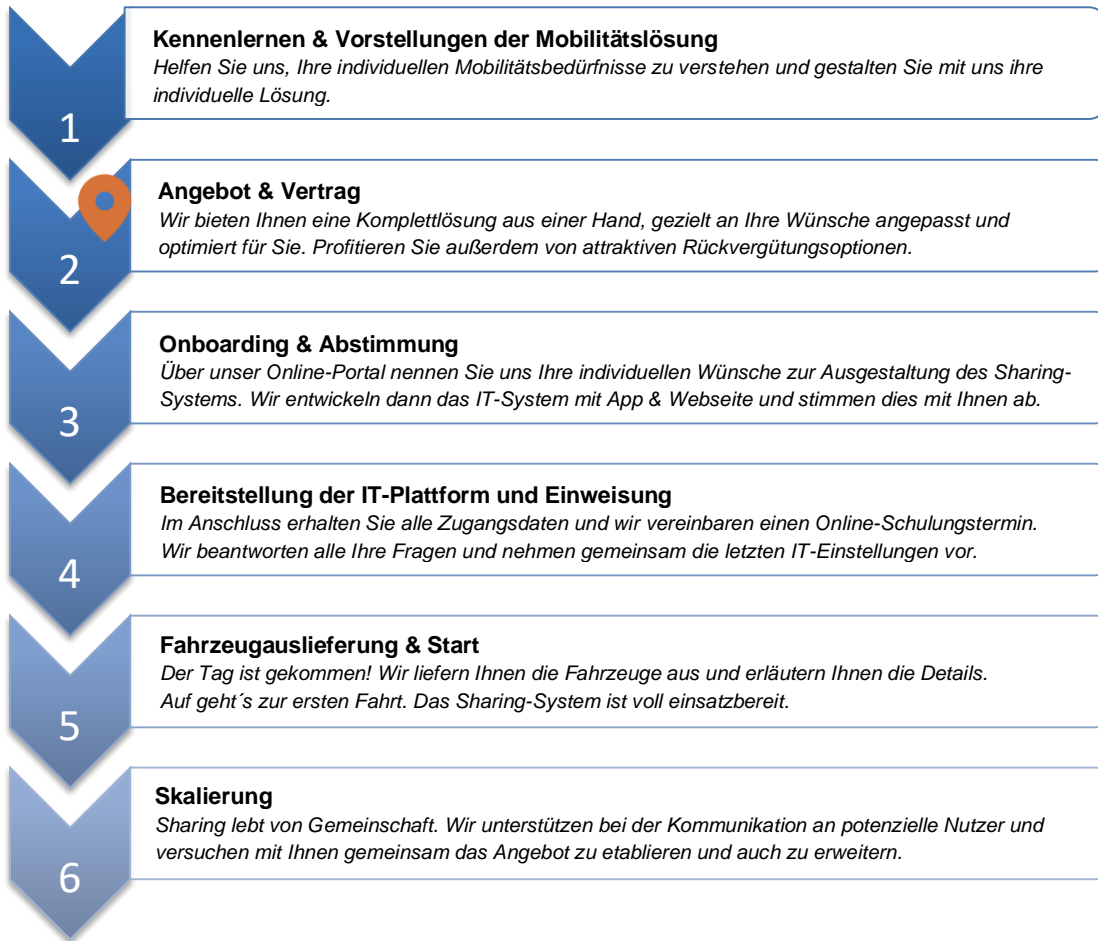 Kennenlernen & Vorstellungen der Mobilitätslösung
Helfen Sie uns, Ihre individuellen Mobilitätsbedürfnisse zu verstehen und gestalten Sie mit uns ihre
individuelle Lösung.
1
Angebot & Vertrag
Wir bieten Ihnen eine Komplettlösung aus einer Hand, gezielt an Ihre Wünsche angepasst und
optimiert für Sie. Profitieren Sie außerdem von attraktiven Rückvergütungsoptionen.
2
Onboarding & Abstimmung
Über unser Online-Portal nennen Sie uns Ihre individuellen Wünsche zur Ausgestaltung des Sharing-
Systems. Wir entwickeln dann das IT-System mit App & Webseite und stimmen dies mit Ihnen ab.
3
Bereitstellung der IT-Plattform und Einweisung
Im Anschluss erhalten Sie alle Zugangsdaten und wir vereinbaren einen Online-Schulungstermin.
Wir beantworten alle Ihre Fragen und nehmen gemeinsam die letzten IT-Einstellungen vor.
4
Fahrzeugauslieferung & Start
Der Tag ist gekommen! Wir liefern Ihnen die Fahrzeuge aus und erläutern Ihnen die Details.
Auf geht´s zur ersten Fahrt. Das Sharing-System ist voll einsatzbereit.
5
Skalierung
Sharing lebt von Gemeinschaft. Wir unterstützen bei der Kommunikation an potenzielle Nutzer und
versuchen mit Ihnen gemeinsam das Angebot zu etablieren und auch zu erweitern.
6